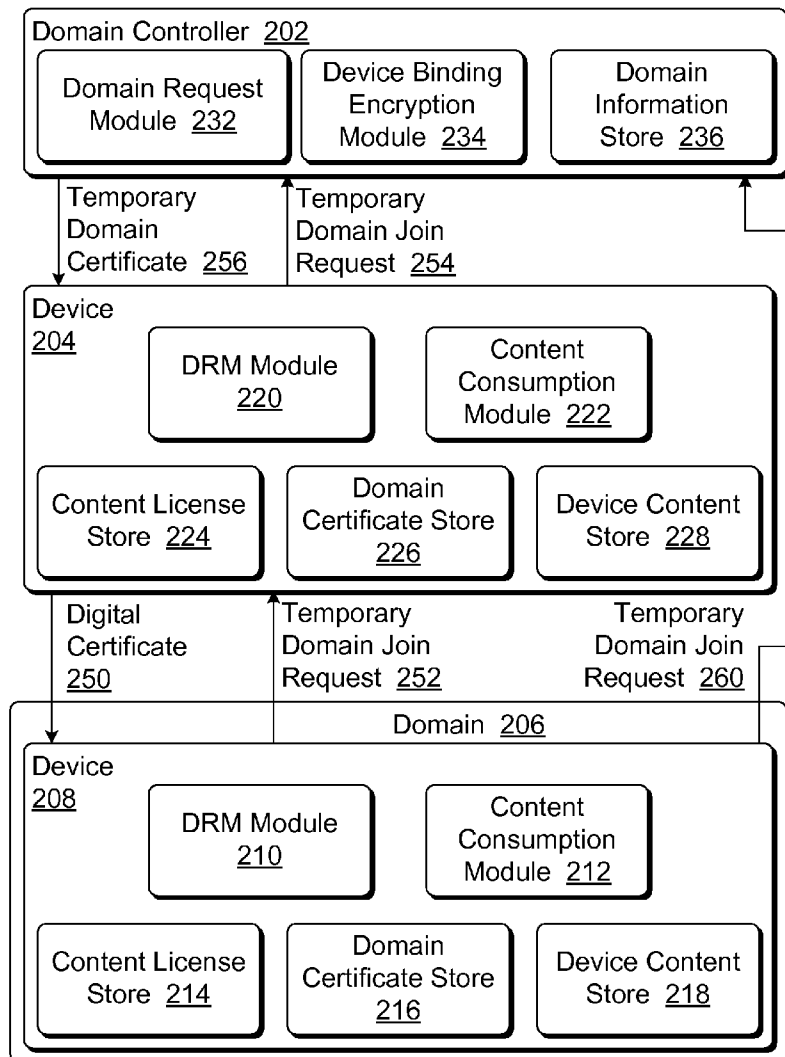 Domain Controller 202
Domain Request
Module 232
Device Binding
Encryption
Module 234
Domain
Information
Store 236
Temporary
Domain
Certificate 256
Temporary
Domain Join
Request 254
Device
204
DRM Module
220
Content
Consumption
Module 222
Content License
Store 224
Domain
Certificate Store
226
Device Content
Store 228
Digital
Certificate
250
Temporary
Domain Join
Request 252
Temporary
Domain Join
Request 260
Domain 206
Device
208
DRM Module
210
Content
Consumption
Module 212
Content License
Store 214
Domain
Certificate Store
216
Device Content
Store 218